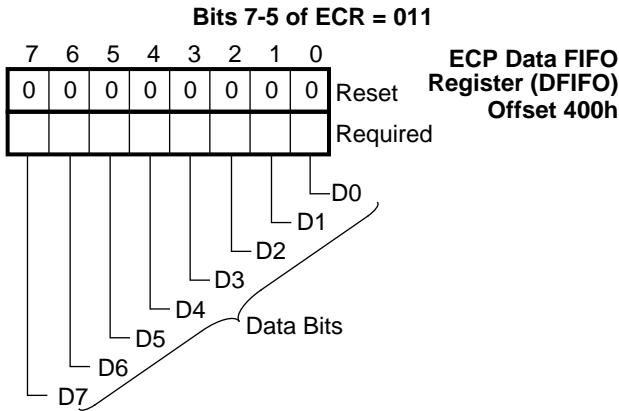 Bits 7-5 of ECR = 011
7 6 5 4 3 2 1 0
ECP Data FIFO
Register (DFIFO)
Offset 400h
0 0 0 0 0 0 0 0 Reset
Required
D0
D1
D2
D3
D4
D5
D6
D7
Data Bits